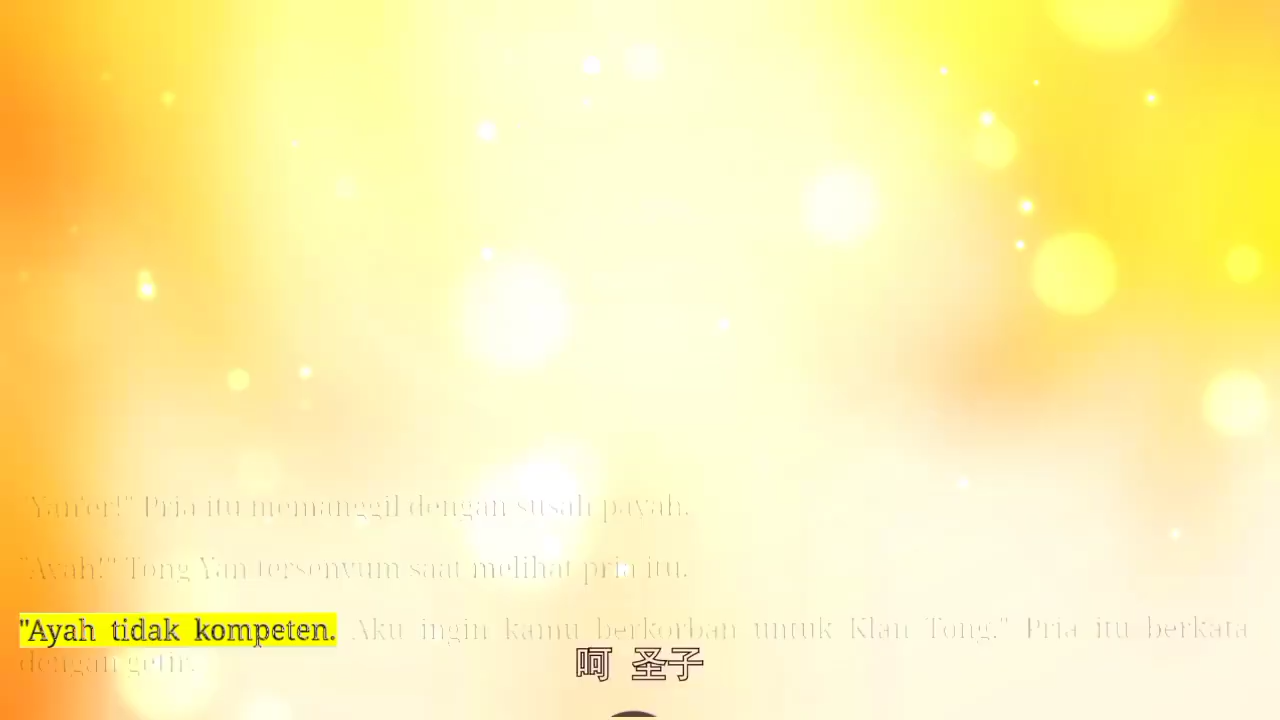 "Yan'er!" Pria itu memanggil dengan susah payah.
"Ayah!" Tong Yan tersenyum saat melihat pria itu.
"Ayah tidak kompeten. Aku ingin kamu berkorban untuk Klan Tong." Pria itu berkata
dengan getir.
呵 圣子